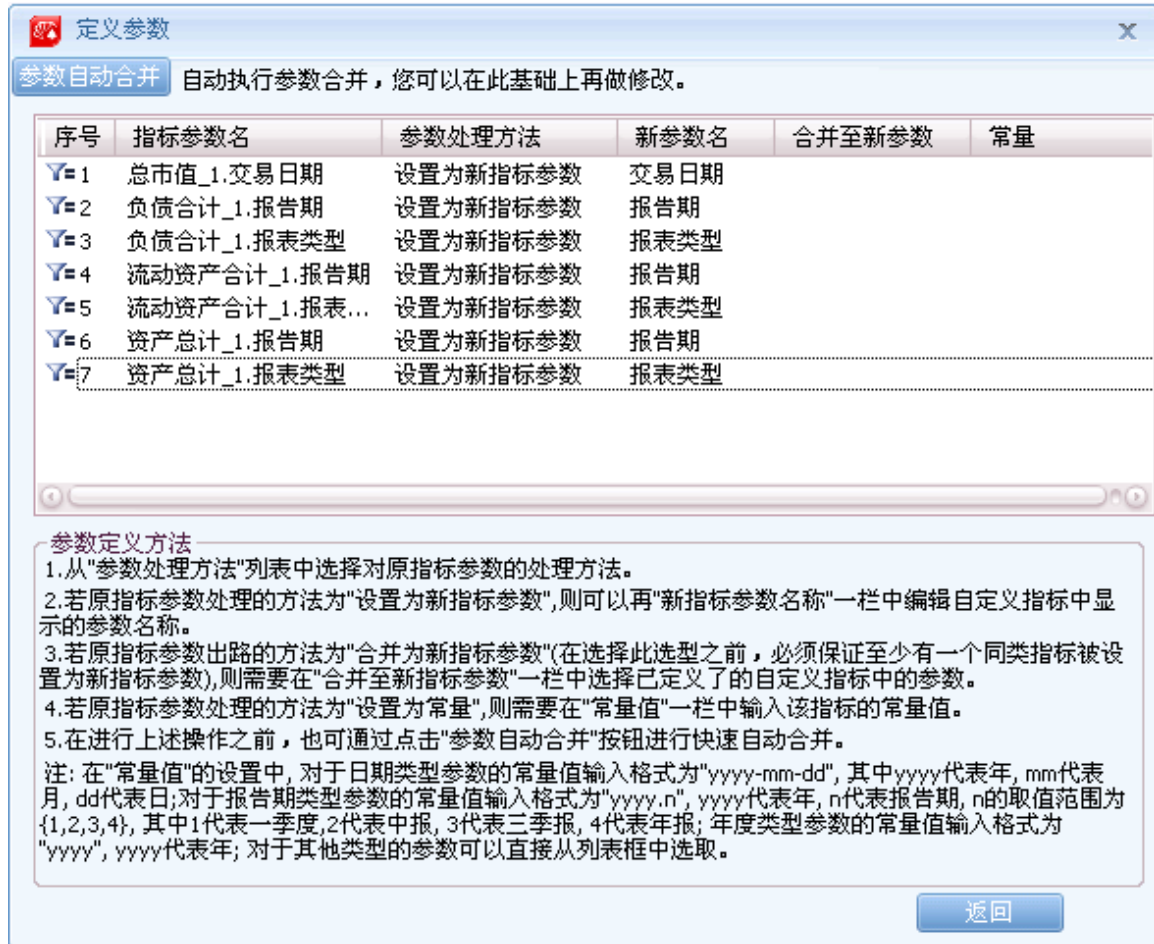 定义参数
参数自动合并 自动执行参数合并，您可以在此基础上再做修改。
序号 指标参数名 参数处理方法 新参数名 合并至新参数 常量
1 总市值_1.交易日期 设置为新指标参数 交易日期
2 负债合计_1.报告期 设置为新指标参数 报告期
3 负债合计_1.报表类型 设置为新指标参数 报表类型
4 流动资产合计_1.报告期 设置为新指标参数 报告期
5 流动资产合计_1.报表... 设置为新指标参数 报表类型
6 资产总计_1.报告期 设置为新指标参数 报告期
7 资产总计_1.报表类型 设置为新指标参数 报表类型
参数定义方法
1.从"参数处理方法"列表中选择对原指标参数的处理方法。
2.若原指标参数处理的方法为"设置为新指标参数",则可以再"新指标参数名称"一栏中编辑自定义指标中显
示的参数名称。
3.若原指标参数出路的方法为"合并为新指标参数"(在选择此选型之前，必须保证至少有一个同类指标被设
置为新指标参数),则需要在"合并至新指标参数"一栏中选择已定义了的自定义指标中的参数。
4.若原指标参数处理的方法为"设置为常量",则需要在"常量值"一栏中输入该指标的常量值。
5.在进行上述操作之前，也可通过点击"参数自动合并"按钮进行快速自动合并。
注: 在"常量值"的设置中, 对于日期类型参数的常量值输入格式为"yyyy-mm-dd", 其中yyyy代表年, mm代表
月, dd代表日;对于报告期类型参数的常量值输入格式为"yyyy.n", yyyy代表年, n代表报告期, n的取值范围为
{1,2,3,4}, 其中1代表一季度,2代表中报, 3代表三季报, 4代表年报; 年度类型参数的常量值输入格式为
"yyyy", yyyy代表年; 对于其他类型的参数可以直接从列表框中选取。
返回